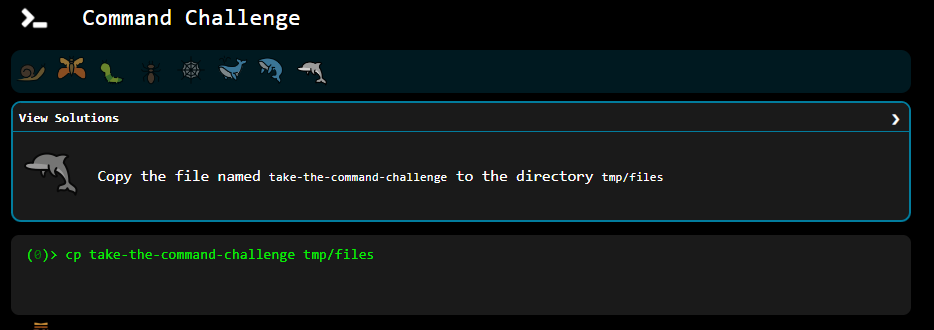 Command Challenge
View Solutions
Copy the file named take-the-command-challenge to the directory tmp/files
(0)> cp take-the-command-challenge tmp/files